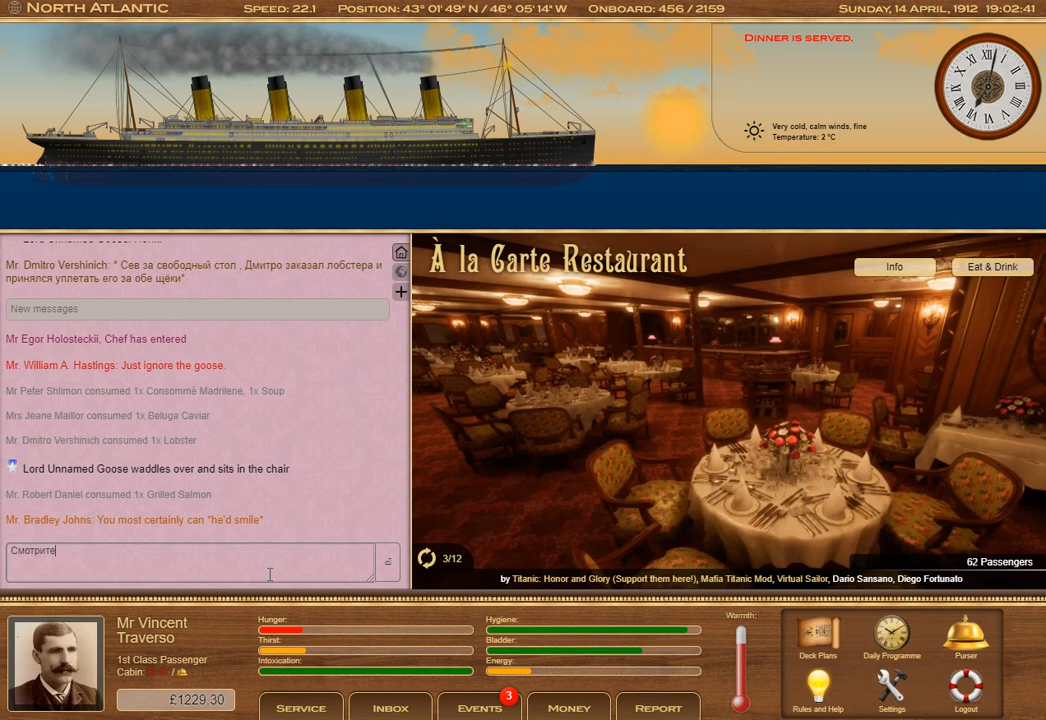 North Atlantic
Speed: 22.1
Position: 43° 01' 49" N / 46° 05' 14" W
Onboard: 456 / 2159
Sunday, 14 April, 1912 19:02:41
Dinner is served.
Very cold, calm winds, fine
Temperature: 2 °C
XII I II III
Mr. Dmitro Vershinich: * Сев за свободный стол , Дмитро заказал лобстера и
принялся уплетать его за обе щёки*
New messages
Mr Egor Holosteckii, Chef has entered
Mr. William A. Hastings: Just ignore the goose.
Mr Peter Shlimon consumed 1x Consommè Madrilene, 1x Soup
Mrs Jeane Maillor consumed 1x Beluga Caviar
Mr. Dmitro Vershinich consumed 1x Lobster
Lord Unnamed Goose waddles over and sits in the chair
Mr. Robert Daniel consumed 1x Grilled Salmon
Mr. Bradley Johns: You most certainly can "he'd smile"
Смотрите
À la Carte Restaurant
Info
Eat & Drink
3/12
62 Passengers
by Titanic: Honor and Glory (Support them here!), Mafia Titanic Mod, Virtual Sailor, Dario Sansano, Diego Fortunato
Mr Vincent
Traverso
1st Class Passenger
Cabin:
/
£1229.30
Hunger:
Thirst:
Intoxication:
Hygiene:
Bladder:
Energy:
Warmth:
Service
Inbox
Events
3
Money
Report
Deck Plans
Daily Programme
Purser
Rules and Help
Settings
Logout